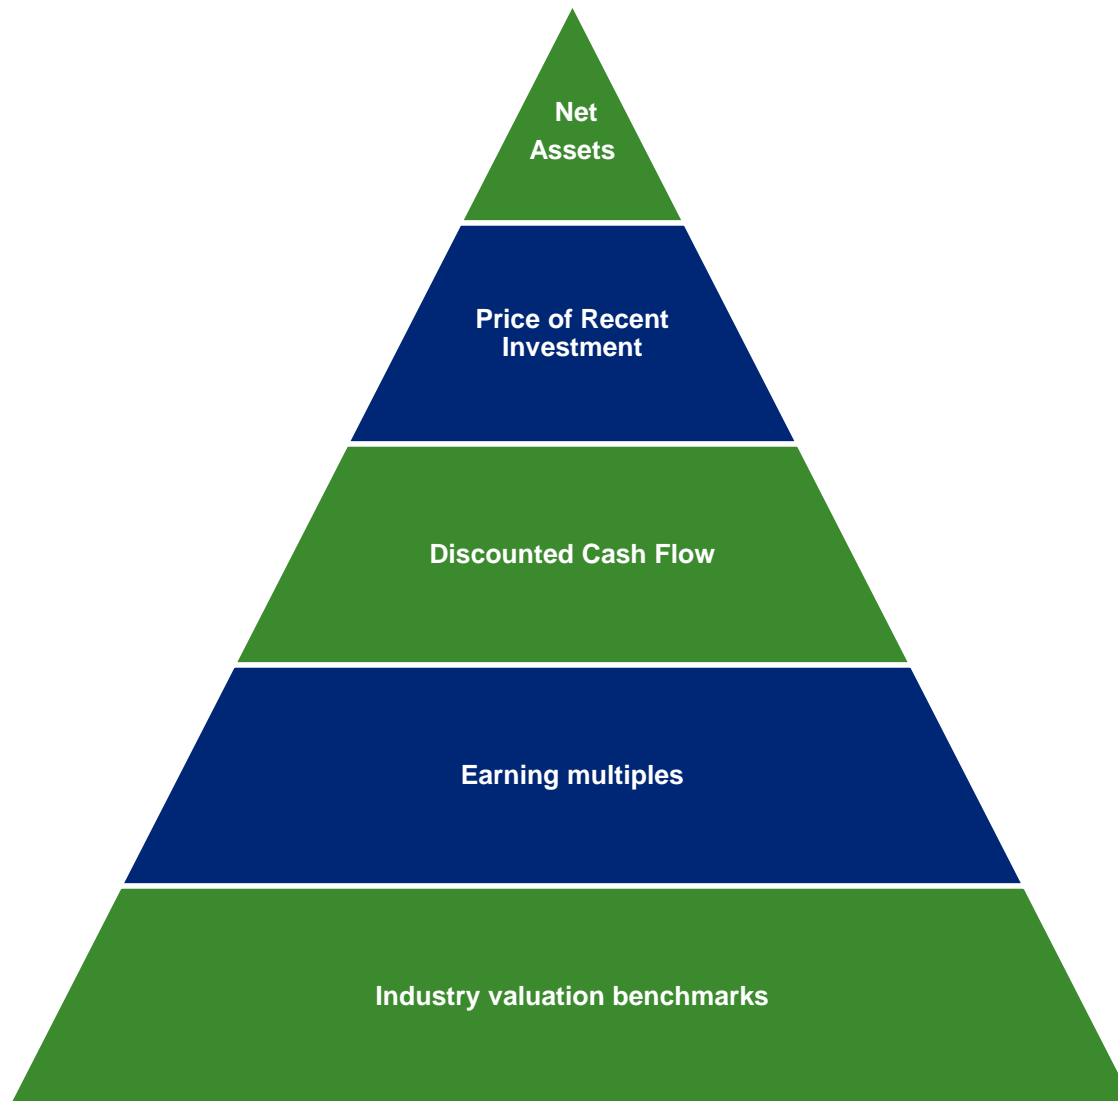 Net
Assets
Price of Recent
Investment
Discounted Cash Flow
Earning multiples
Industry valuation benchmarks